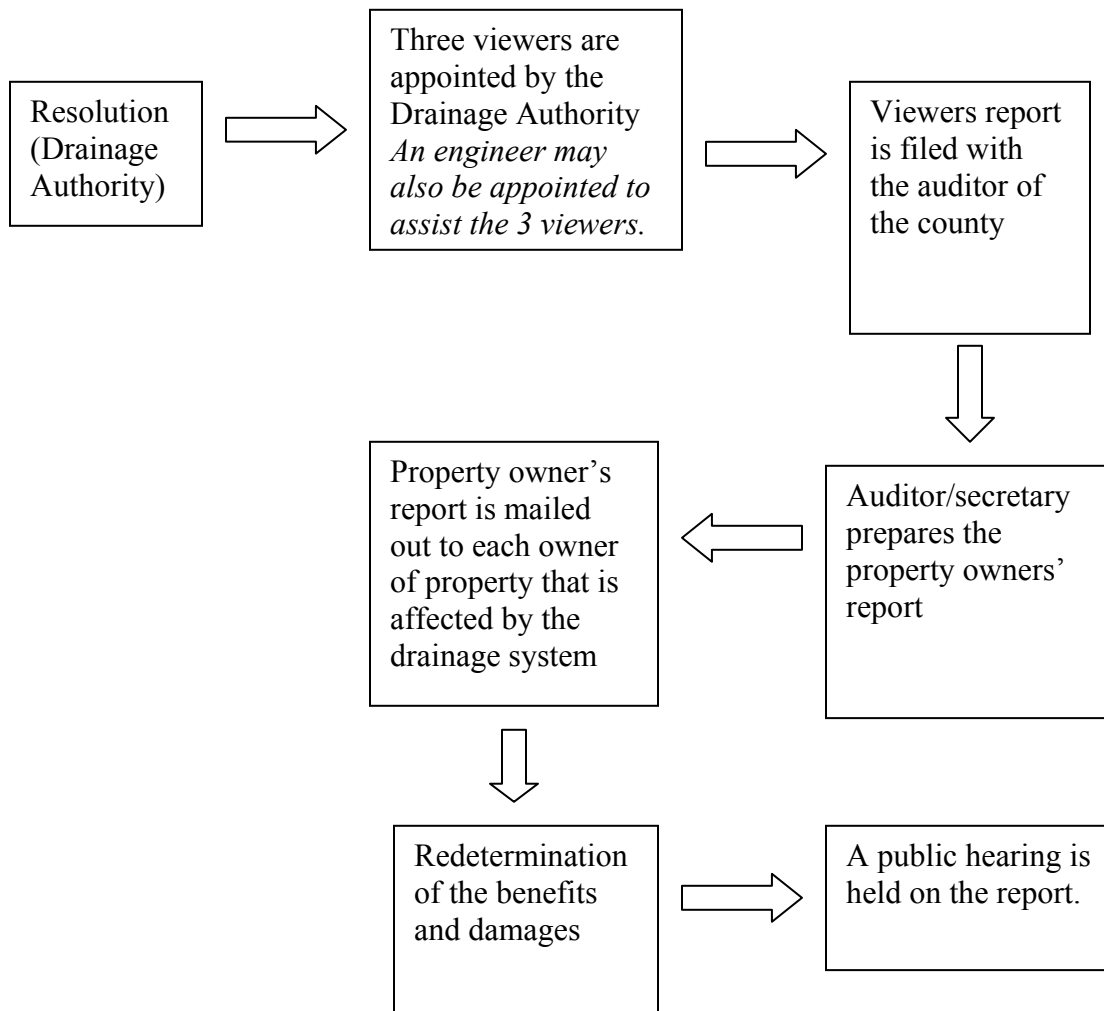 Resolution
(Drainage
Authority)
Three viewers are
appointed by the
Drainage Authority
An engineer may
also be appointed to
assist the 3 viewers.
Viewers report
is filed with
the auditor of
the county
Auditor/secretary
prepares the
property owners’
report
Property owner’s
report is mailed
out to each owner
of property that is
affected by the
drainage system
Redetermination
of the benefits
and damages
A public hearing is
held on the report.